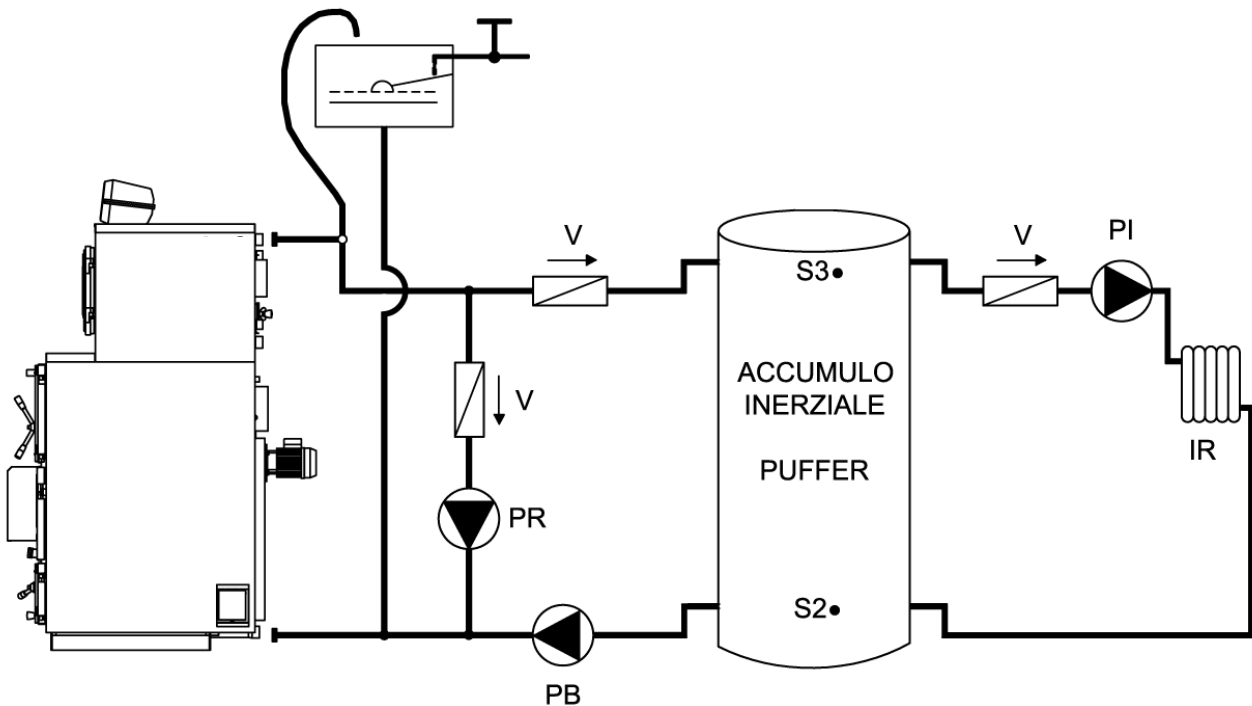 V
PI
V
S3
ACCUMULO
INERZIALE
PUFFER
V
IR
PR
S2
PB